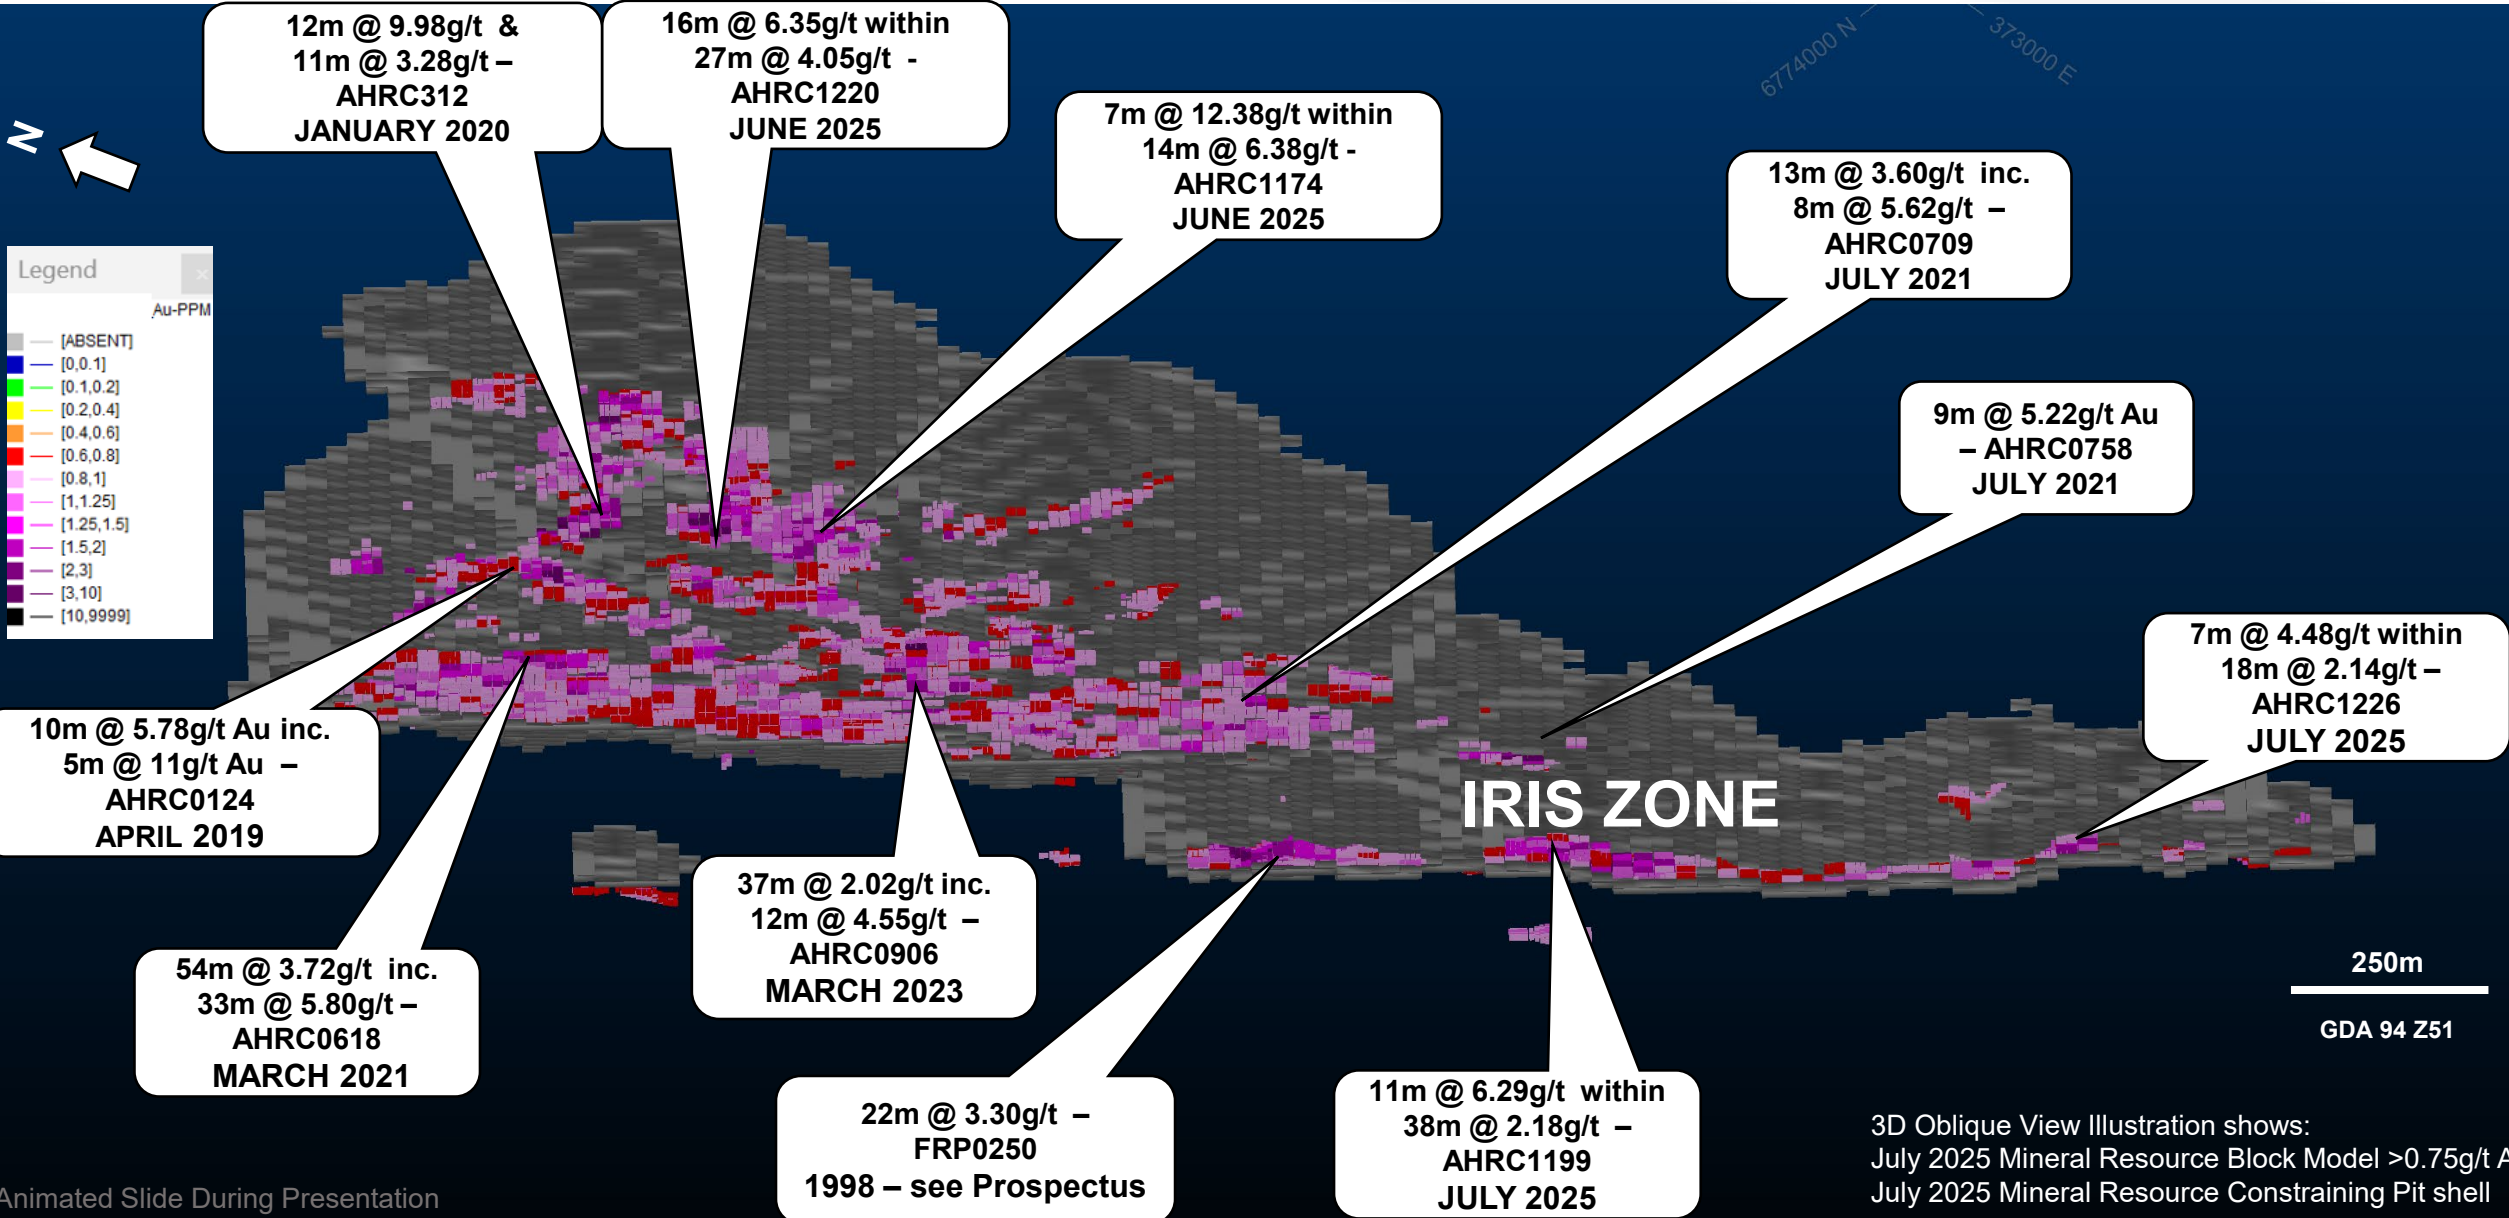 12m @ 9.98g/t &
11m @ 3.28g/t –
AHRC312
JANUARY 2020
16m @ 6.35g/t within
27m @ 4.05g/t -
AHRC1220
JUNE 2025
7m @ 12.38g/t within
14m @ 6.38g/t -
AHRC1174
JUNE 2025
6774000 N
373000 E
N
13m @ 3.60g/t inc.
8m @ 5.62g/t –
AHRC0709
JULY 2021
Legend
Au-PPM
[ABSENT]
[0,0.1]
[0.1,0.2]
[0.2,0.4]
[0.4,0.6]
[0.6,0.8]
[0.8,1]
[1,1.25]
[1.25,1.5]
[1.5,2]
[2,3]
[3,10]
[10,9999]
9m @ 5.22g/t Au
– AHRC0758
JULY 2021
7m @ 4.48g/t within
18m @ 2.14g/t –
AHRC1226
JULY 2025
10m @ 5.78g/t Au inc.
5m @ 11g/t Au –
AHRC0124
APRIL 2019
IRIS ZONE
37m @ 2.02g/t inc.
12m @ 4.55g/t –
AHRC0906
MARCH 2023
54m @ 3.72g/t inc.
33m @ 5.80g/t –
AHRC0618
MARCH 2021
250m
GDA 94 Z51
22m @ 3.30g/t –
FRP0250
1998 – see Prospectus
11m @ 6.29g/t within
38m @ 2.18g/t –
AHRC1199
JULY 2025
3D Oblique View Illustration shows:
July 2025 Mineral Resource Block Model >0.75g/t A
July 2025 Mineral Resource Constraining Pit shell
Animated Slide During Presentation